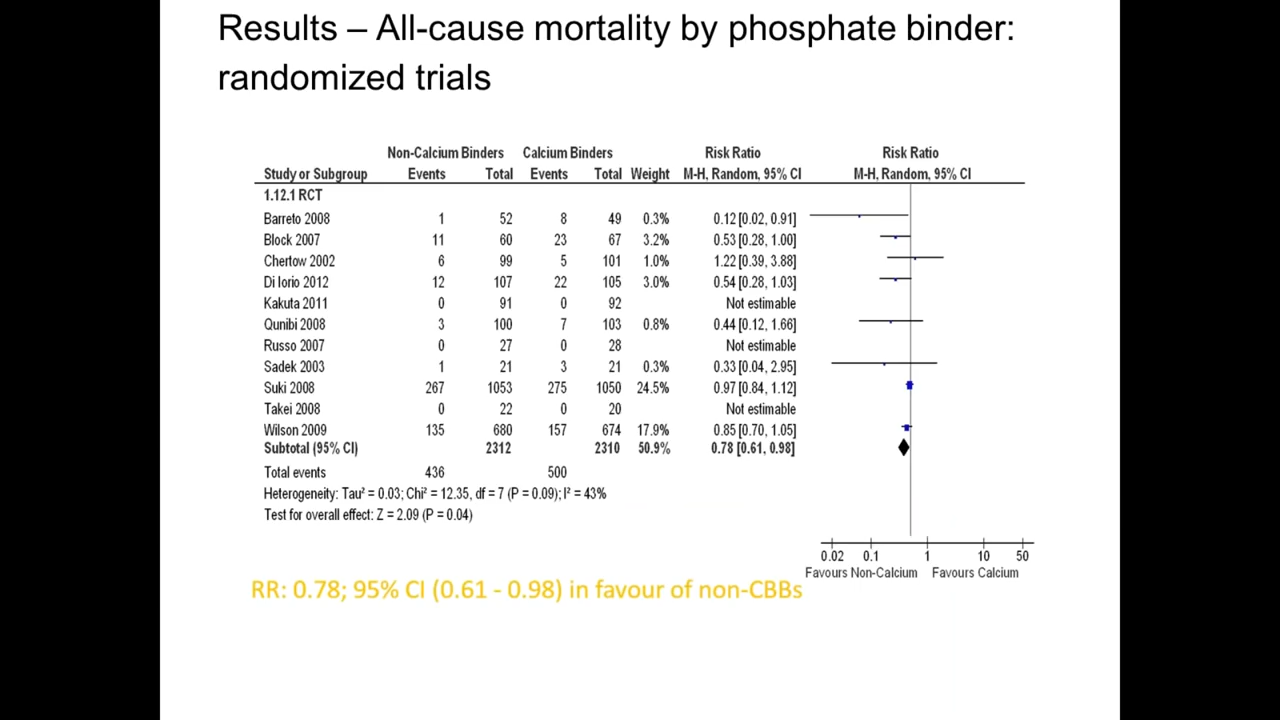 Results – All-cause mortality by phosphate binder:
randomized trials
Non-Calcium Binders Calcium Binders Risk Ratio Risk Ratio
Study or Subgroup Events Total Events Total Weight M-H, Random, 95% CI M-H, Random, 95% CI
1.12.1 RCT
Barreto 2008 1 52 8 49 0.3% 0.12 [0.02, 0.91]
Block 2007 11 60 23 67 3.2% 0.53 [0.28, 1.00]
Chertow 2002 6 99 5 101 1.0% 1.22 [0.39, 3.88]
Di Iorio 2012 12 107 22 105 3.0% 0.54 [0.28, 1.03]
Kakuta 2011 0 91 0 92 Not estimable
Qunibi 2008 3 100 7 103 0.8% 0.44 [0.12, 1.66]
Russo 2007 0 27 0 28 Not estimable
Sadek 2003 1 21 3 21 0.3% 0.33 [0.04, 2.95]
Suki 2008 267 1053 275 1050 24.5% 0.97 [0.84, 1.12]
Takei 2008 0 22 0 20 Not estimable
Wilson 2009 135 680 157 674 17.9% 0.85 [0.70, 1.05]
Subtotal (95% CI) 2312 2310 50.9% 0.78 [0.61, 0.98]
Total events 436 500
Heterogeneity: Tau² = 0.03; Chi² = 12.35, df = 7 (P = 0.09); I² = 43%
Test for overall effect: Z = 2.09 (P = 0.04)
0.02 0.1 1 10 50
Favours Non-Calcium Favours Calcium
RR: 0.78; 95% CI (0.61 - 0.98) in favour of non-CBBs